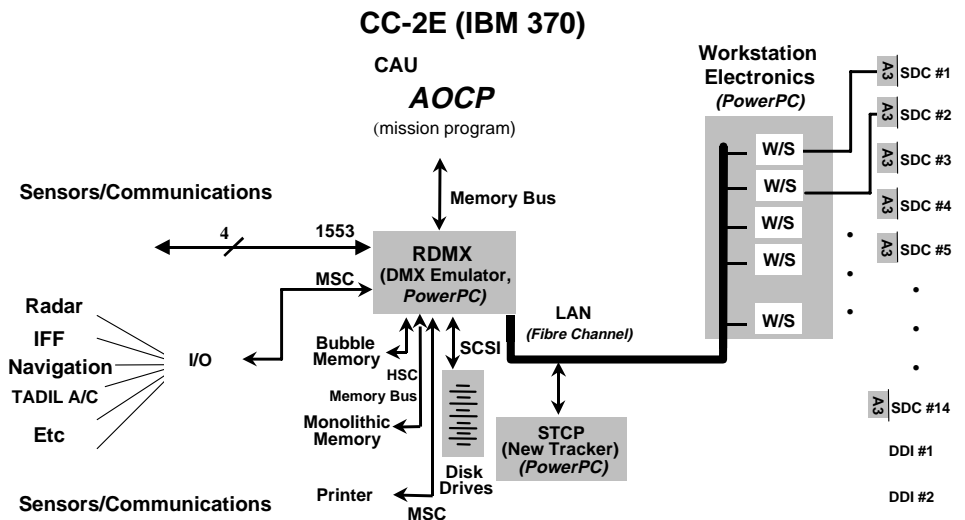 CC-2E (IBM 370)
CAU
AOCP
(mission program)
Workstation
Electronics
(PowerPC)
A3 SDC #1
A3 SDC #2
A3 SDC #3
A3 SDC #4
A3 SDC #5
A3 SDC #14
DDI #1
DDI #2
W/S
W/S
W/S
W/S
W/S
Sensors/Communications
Memory Bus
4
1553
RDMX
(DMX Emulator,
PowerPC)
MSC
LAN
(Fibre Channel)
Radar
IFF
Navigation
TADIL A/C
Etc
I/O
Bubble
Memory
HSC
Memory Bus
SCSI
Monolithic
Memory
Disk
Drives
STCP
(New Tracker)
(PowerPC)
Printer
MSC
Sensors/Communications